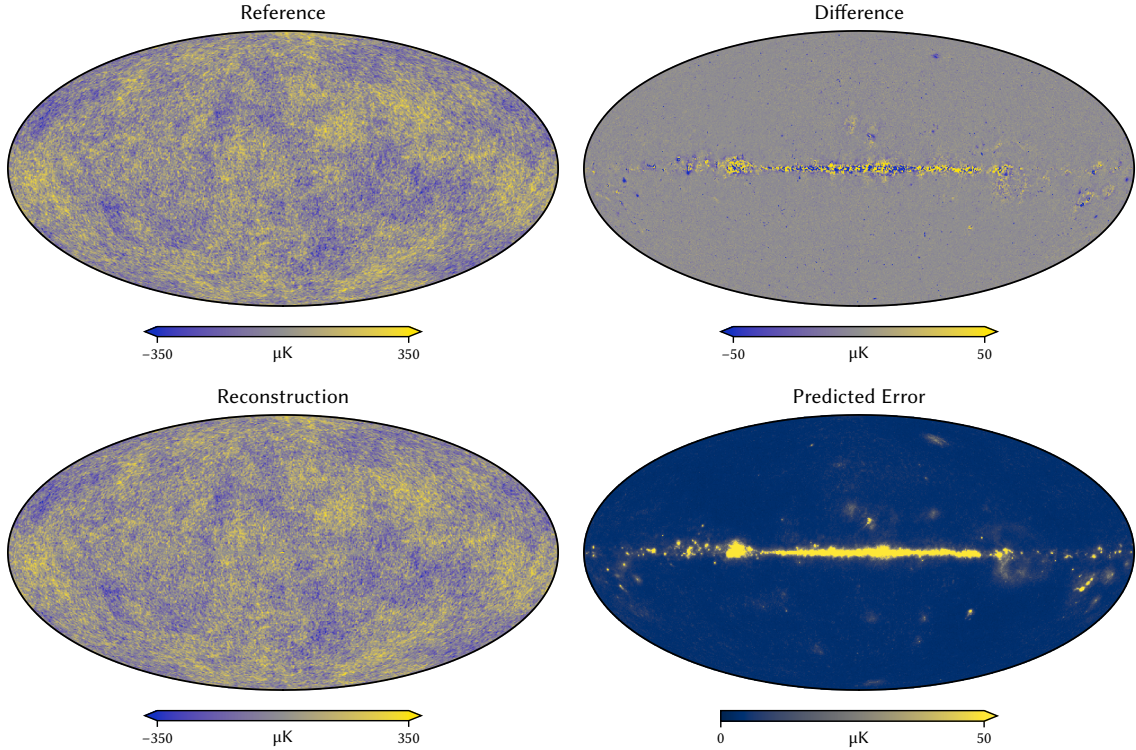 Reference
−350 µK 350
Difference
−50 µK 50
Reconstruction
−350 µK 350
Predicted Error
0 µK 50